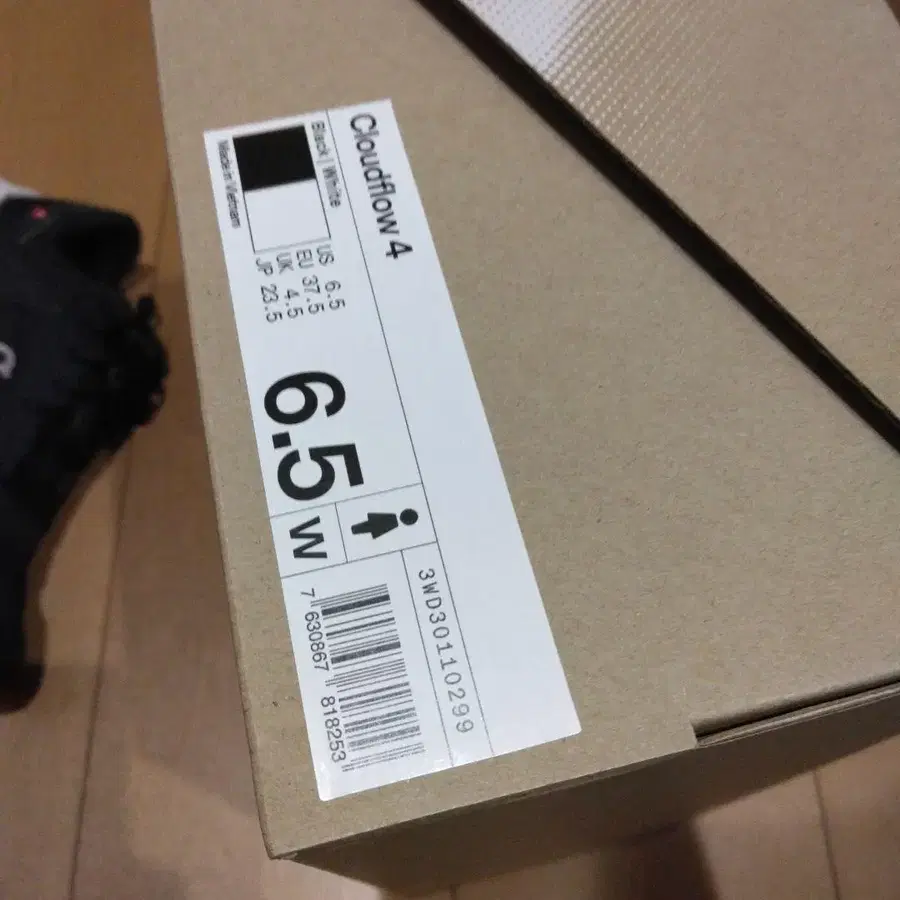 Cloudflow 4
Black | White
Made in Vietnam
US 6.5
EU 37.5
UK 4.5
JP 23.5
6.5
W
3WD30110299
7 630867 818253